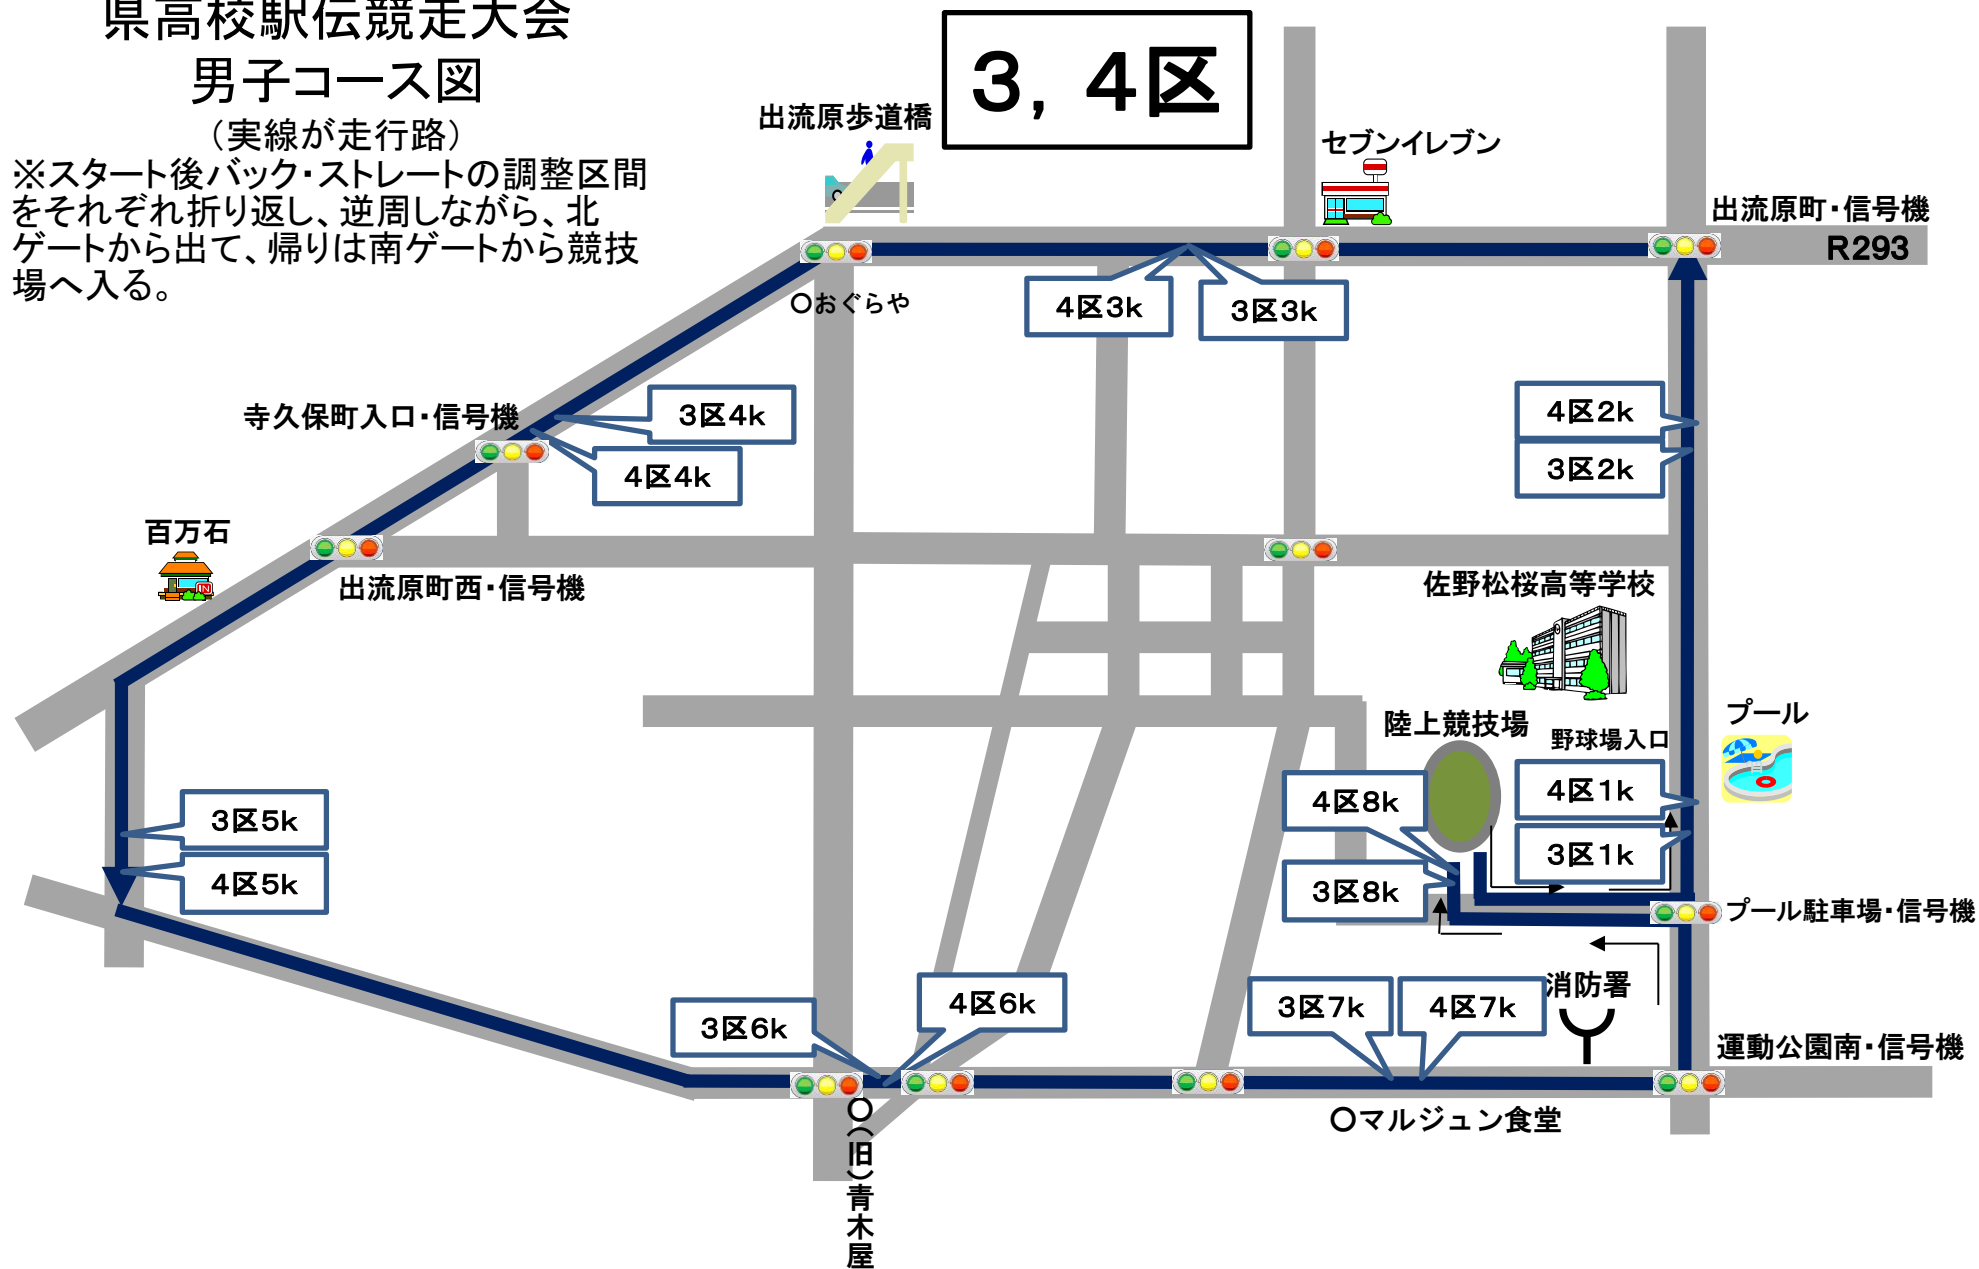 県高校駅伝競走大会
男子コース図
（実線が走行路）
※スタート後バック・ストレートの調整区間
をそれぞれ折り返し、逆周しながら、北
ゲートから出て、帰りは南ゲートから競技
場へ入る。
3，4区
出流原歩道橋
セブンイレブン
出流原町・信号機
R293
○おぐらや
4区3k
3区3k
寺久保町入口・信号機
3区4k
4区4k
4区2k
3区2k
百万石
出流原町西・信号機
佐野松桜高等学校
陸上競技場
野球場入口
プール
4区8k
4区1k
3区5k
3区1k
4区5k
3区8k
プール駐車場・信号機
消防署
3区6k
4区6k
3区7k
4区7k
運動公園南・信号機
○マルジュン食堂
○（旧）青木屋